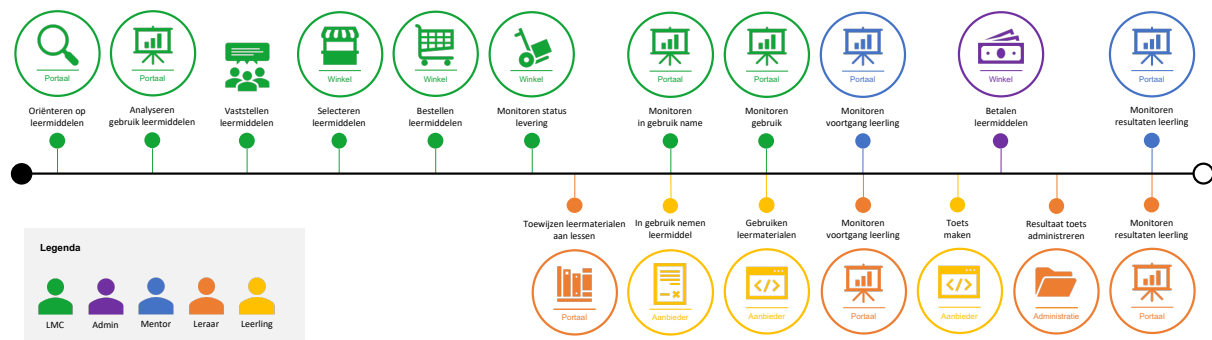 Portaal
Portaal
Winkel
Winkel
Winkel
Portaal
Portaal
Portaal
Winkel
Portaal
Oriënteren op
leermiddelen
Analyseren
gebruik leermiddelen
Vaststellen
leermiddelen
Selecteren
leermiddelen
Bestellen
leermiddelen
Monitoren status
levering
Monitoren
in gebruik name
Monitoren
gebruik
Monitoren
voortgang leerling
Betalen
leermiddelen
Monitoren
resultaten leerling
Toewijzen leermaterialen
aan lessen
In gebruik nemen
leermiddel
Gebruiken
leermaterialen
Monitoren
voortgang leerling
Toets
maken
Resultaat toets
administreren
Monitoren
resultaten leerling
Portaal
Aanbieder
Aanbieder
Portaal
Aanbieder
Administratie
Portaal
Legenda
LMC
Admin
Mentor
Leraar
Leerling